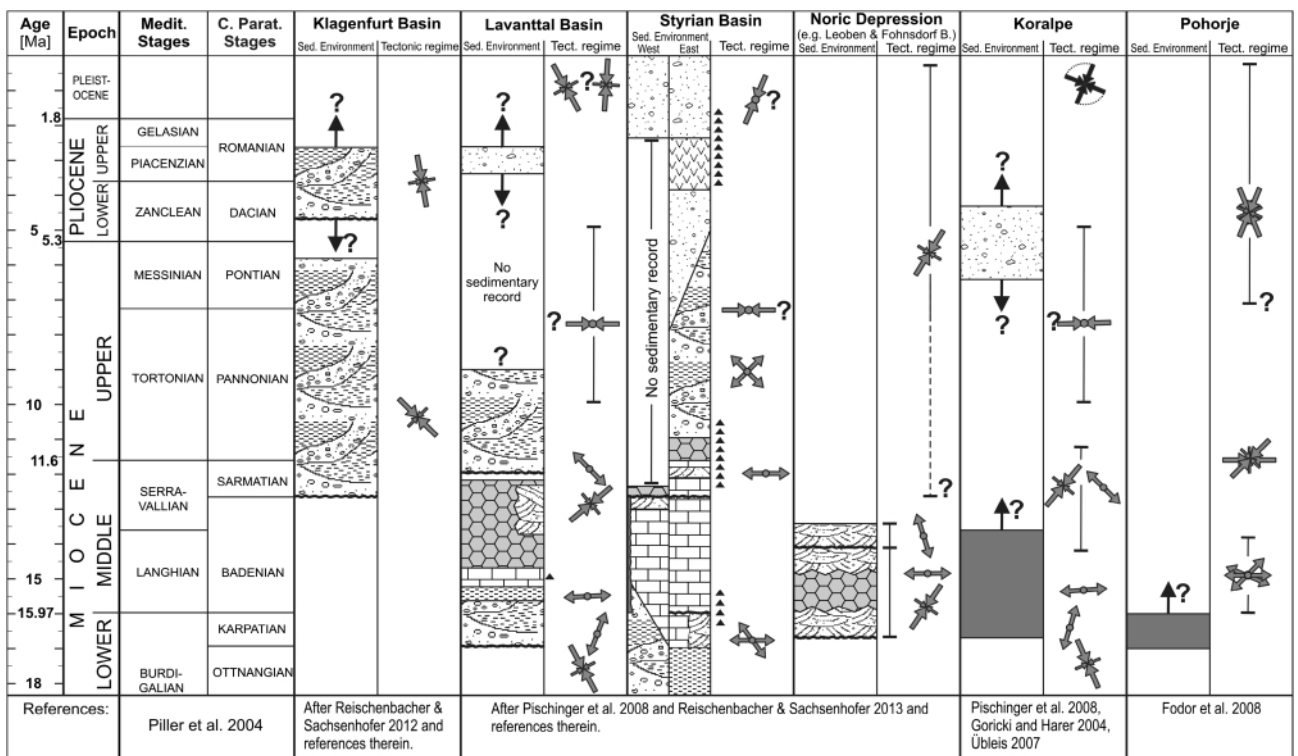 Age
[Ma]
Epoch
Medit.
Stages
C. Parat.
Stages
Klagenfurt Basin
Sed. Environment
Tectonic regime
Lavanttal Basin
Sed. Environment
Tect. regime
Styrian Basin
Sed. Environment
West
East
Tect. regime
Noric Depression
(e.g. Leoben & Fohnsdorf B.)
Sed. Environment
Tect. regime
Koralpe
Sed. Environment
Tect. regime
Pohorje
Sed. Environment
Tect. regime
1.8
5
5.3
10
11.6
15
15.97
18
PLEIST-
OCENE
PLIOCENE
UPPER
LOWER
MIOCENE
UPPER
MIDDLE
LOWER
GELASIAN
PIACENZIAN
ZANCLEAN
MESSINIAN
TORTONIAN
SERRA-
VALLIAN
LANGHIAN
BURDI-
GALIAN
ROMANIAN
DACIAN
PONTIAN
PANNONIAN
SARMATIAN
BADENIAN
KARPATIAN
OTTNANGIAN
?
?
?
?
No
sedimentary
record
?
?
?
?
No sedimentary record
?
?
?
?
?
?
?
?
?
?
References:
Piller et al. 2004
After Reischenbacher &
Sachsenhofer 2012 and
references therein.
After Pischinger et al. 2008 and Reischenbacher & Sachsenhofer 2013 and
references therein.
Pischinger et al. 2008,
Goricki and Harer 2004,
Übleis 2007
Fodor et al. 2008